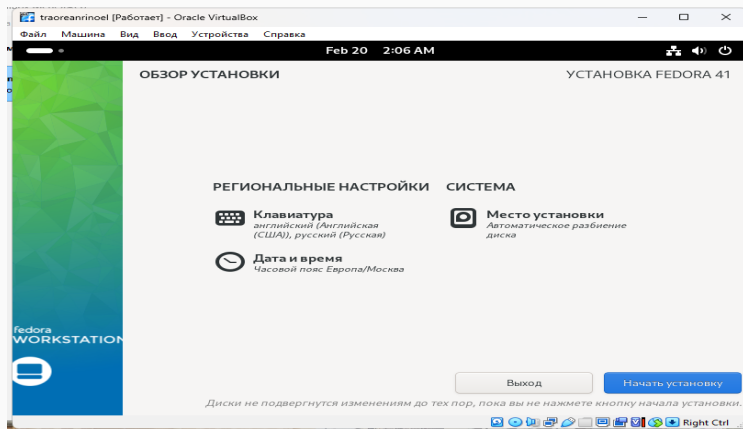 traoreanrinoel [Работает] - Oracle VirtualBox
Файл Машина Вид Ввод Устройства Справка
Feb 20 2:06 AM
ОБЗОР УСТАНОВКИ
УСТАНОВКА FEDORA 41
РЕГИОНАЛЬНЫЕ НАСТРОЙКИ
СИСТЕМА
Клавиатура
английский (Английская
(США)), русский (Русская)
Место установки
Автоматическое разбиение
диска
Дата и время
Часовой пояс Европа/Москва
fedora
WORKSTATION
Выход
Начать установку
Диски не подвергнутся изменениям до тех пор, пока вы не нажмете кнопку начала установки.
Right Ctrl